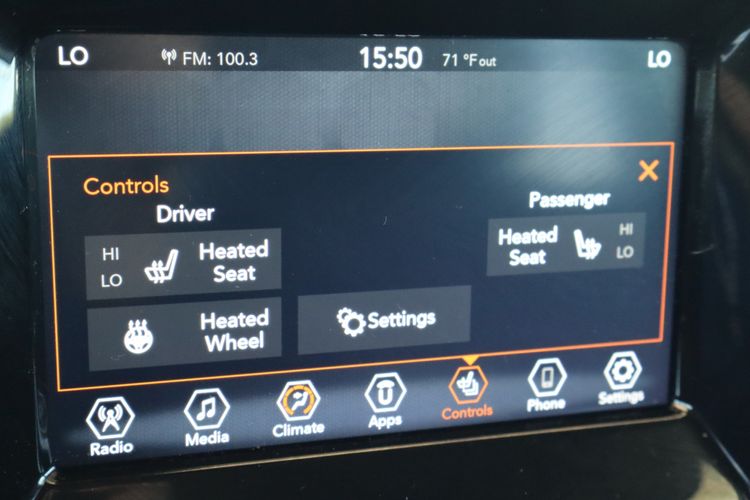 LO FM: 100.3 15:50 71 °F out LO
Controls
Driver
Passenger
HI
LO
Heated
Seat
Heated
Seat
HI
LO
Heated
Wheel
Settings
Radio Media Climate Apps Controls Phone Settings